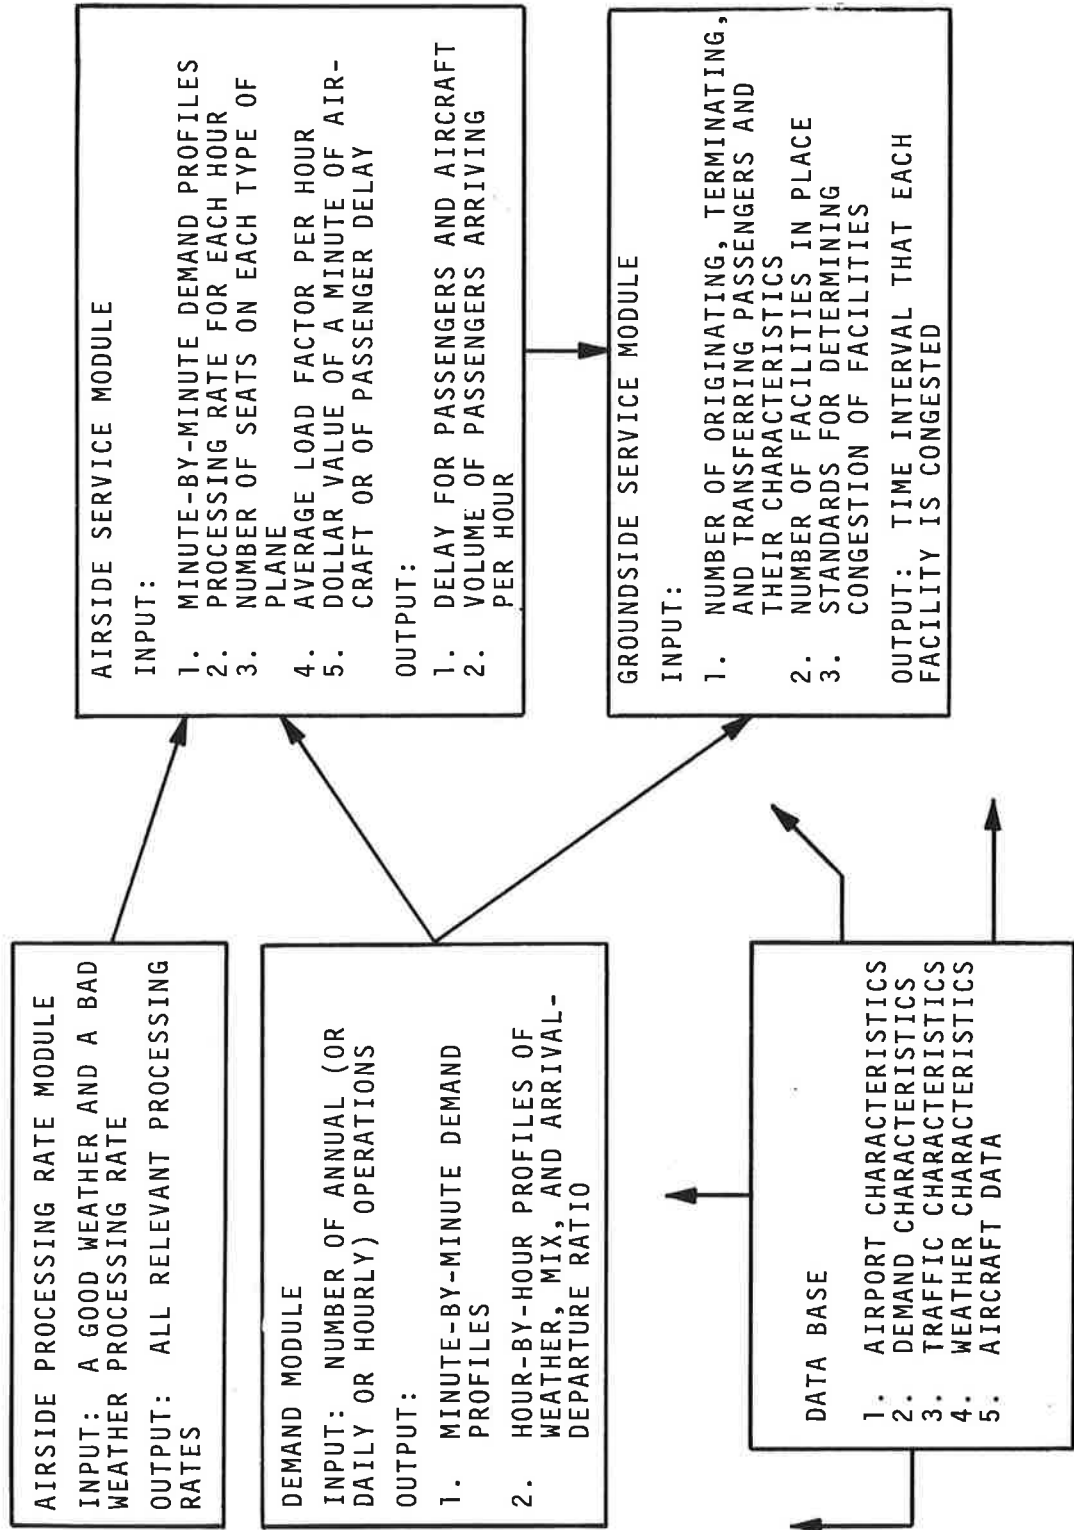 AIRSIDE PROCESSING RATE MODULE
INPUT: A GOOD WEATHER AND A BAD
WEATHER PROCESSING RATE
OUTPUT: ALL RELEVANT PROCESSING
RATES
DEMAND MODULE
INPUT: NUMBER OF ANNUAL (OR
DAILY OR HOURLY) OPERATIONS
OUTPUT:
1. MINUTE-BY-MINUTE DEMAND
PROFILES
2. HOUR-BY-HOUR PROFILES OF
WEATHER, MIX, AND ARRIVAL-
DEPARTURE RATIO
DATA BASE
1. AIRPORT CHARACTERISTICS
2. DEMAND CHARACTERISTICS
3. TRAFFIC CHARACTERISTICS
4. WEATHER CHARACTERISTICS
5. AIRCRAFT DATA
AIRSIDE SERVICE MODULE
INPUT:
1. MINUTE-BY-MINUTE DEMAND PROFILES
2. PROCESSING RATE FOR EACH HOUR
3. NUMBER OF SEATS ON EACH TYPE OF
PLANE
4. AVERAGE LOAD FACTOR PER HOUR
5. DOLLAR VALUE OF A MINUTE OF AIR-
CRAFT OR OF PASSENGER DELAY
OUTPUT:
1. DELAY FOR PASSENGERS AND AIRCRAFT
2. VOLUME OF PASSENGERS ARRIVING
PER HOUR
GROUNDSIDE SERVICE MODULE
INPUT:
1. NUMBER OF ORIGINATING, TERMINATING,
AND TRANSFERRING PASSENGERS AND
THEIR CHARACTERISTICS
2. NUMBER OF FACILITIES IN PLACE
3. STANDARDS FOR DETERMINING
CONGESTION OF FACILITIES
OUTPUT: TIME INTERVAL THAT EACH
FACILITY IS CONGESTED